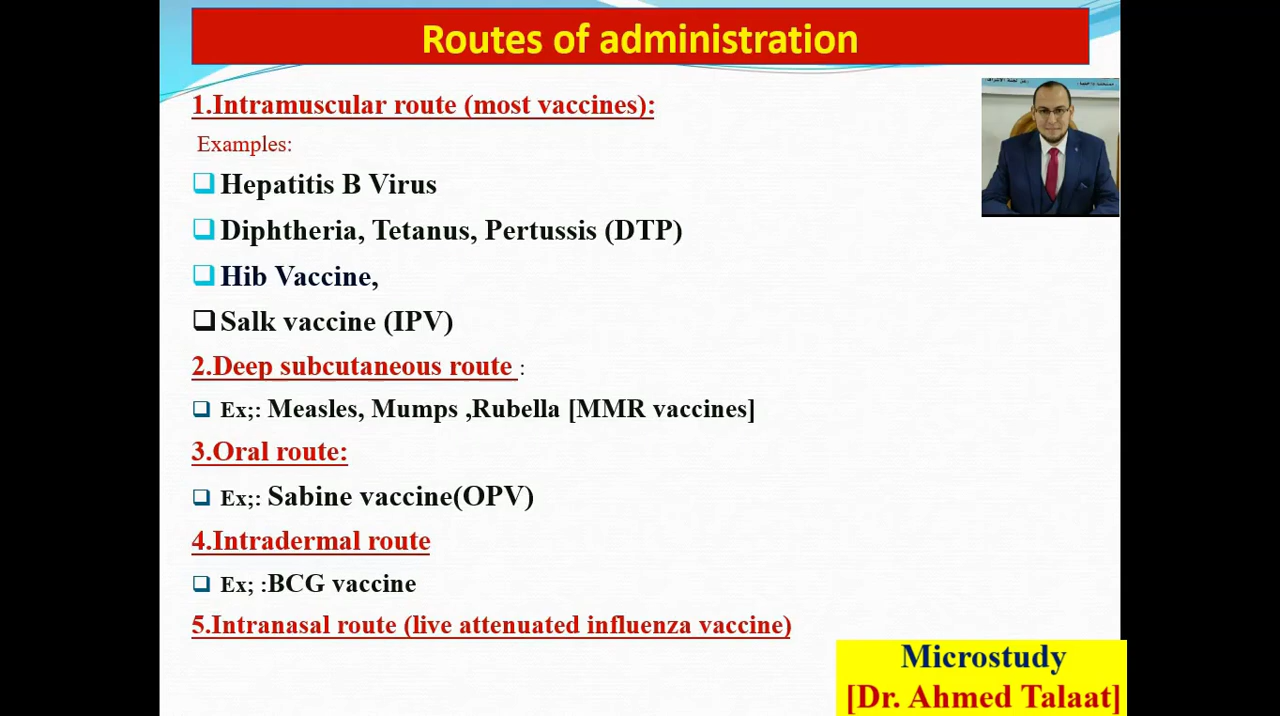 Routes of administration
1.Intramuscular route (most vaccines):
Examples:
Hepatitis B Virus
Diphtheria, Tetanus, Pertussis (DTP)
Hib Vaccine,
Salk vaccine (IPV)
2.Deep subcutaneous route :
Ex;: Measles, Mumps ,Rubella [MMR vaccines]
3.Oral route:
Ex;: Sabine vaccine(OPV)
4.Intradermal route
Ex; :BCG vaccine
5.Intranasal route (live attenuated influenza vaccine)
Microstudy
[Dr. Ahmed Talaat]